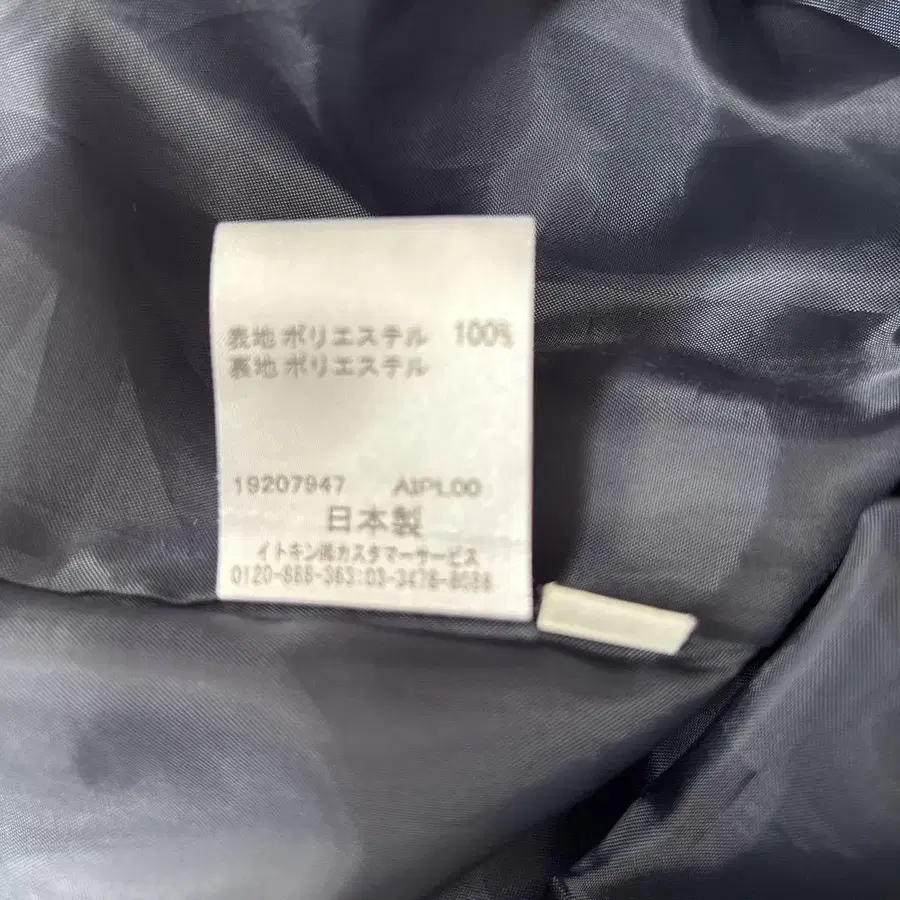 表地 ポリエステル 100%
裏地 ポリエステル
19207947 AIPL00
日本製
イトキン㈱カスタマーサービス
0120-888-363:03-3478-8088